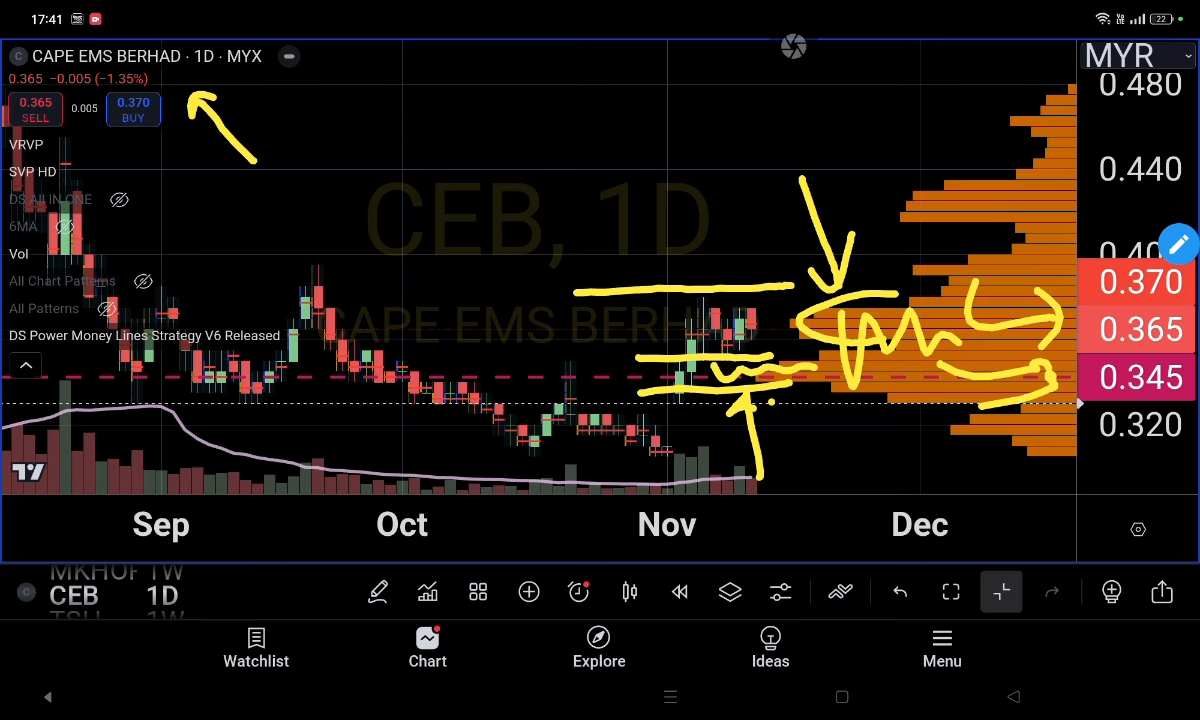 17:41
22
CAPE EMS BERHAD · 1D · MYX
MYR
0.365 −0.005 (−1.35%)
0.365 SELL
0.005
0.370 BUY
VRVP
SVP HD
DS All IN ONE
6MA
Vol
All Chart Patterns
All Patterns
DS Power Money Lines Strategy V6 Released
CEB, 1D
CAPE EMS BERHAD
0.480
0.440
0.370
0.365
0.345
0.320
Sep
Oct
Nov
Dec
CEB 1D
Watchlist
Chart
Explore
Ideas
Menu